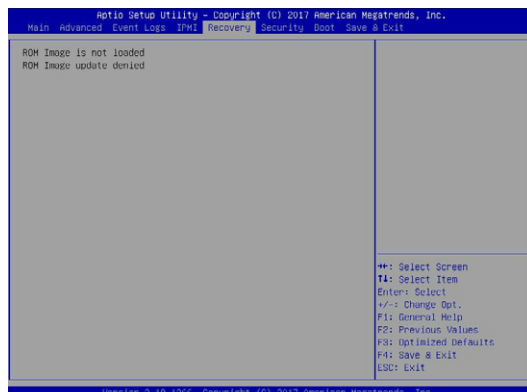 Aptio Setup Utility - Copyright (C) 2017 American Megatrends, Inc.
Main Advanced Event Logs IPMI Recovery Security Boot Save & Exit
ROM Image is not loaded
ROM Image update denied
→←: Select Screen
↑↓: Select Item
Enter: Select
+/-: Change Opt.
F1: General Help
F2: Previous Values
F3: Optimized Defaults
F4: Save & Exit
ESC: Exit
Copyright (C) 2017 American Megatrends, Inc.